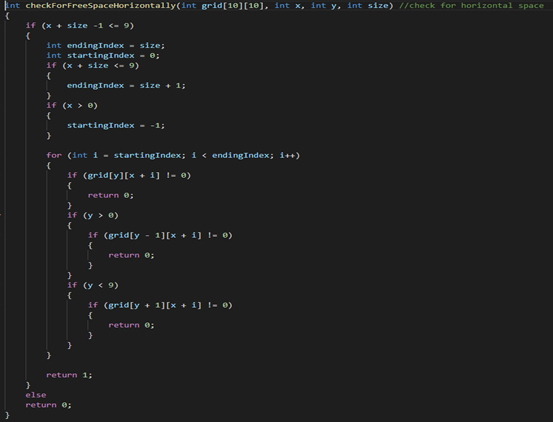 int checkForFreeSpaceHorizontally(int grid[10][10], int x, int y, int size) //check for horizontal space
{
if (x + size -1 <= 9)
{
int endingIndex = size;
int startingIndex = 0;
if (x + size <= 9)
{
endingIndex = size + 1;
}
if (x > 0)
{
startingIndex = -1;
}
for (int i = startingIndex; i < endingIndex; i++)
{
if (grid[y][x + i] != 0)
{
return 0;
}
if (y > 0)
{
if (grid[y - 1][x + i] != 0)
{
return 0;
}
}
if (y < 9)
{
if (grid[y + 1][x + i] != 0)
{
return 0;
}
}
}
return 1;
}
else
return 0;
}